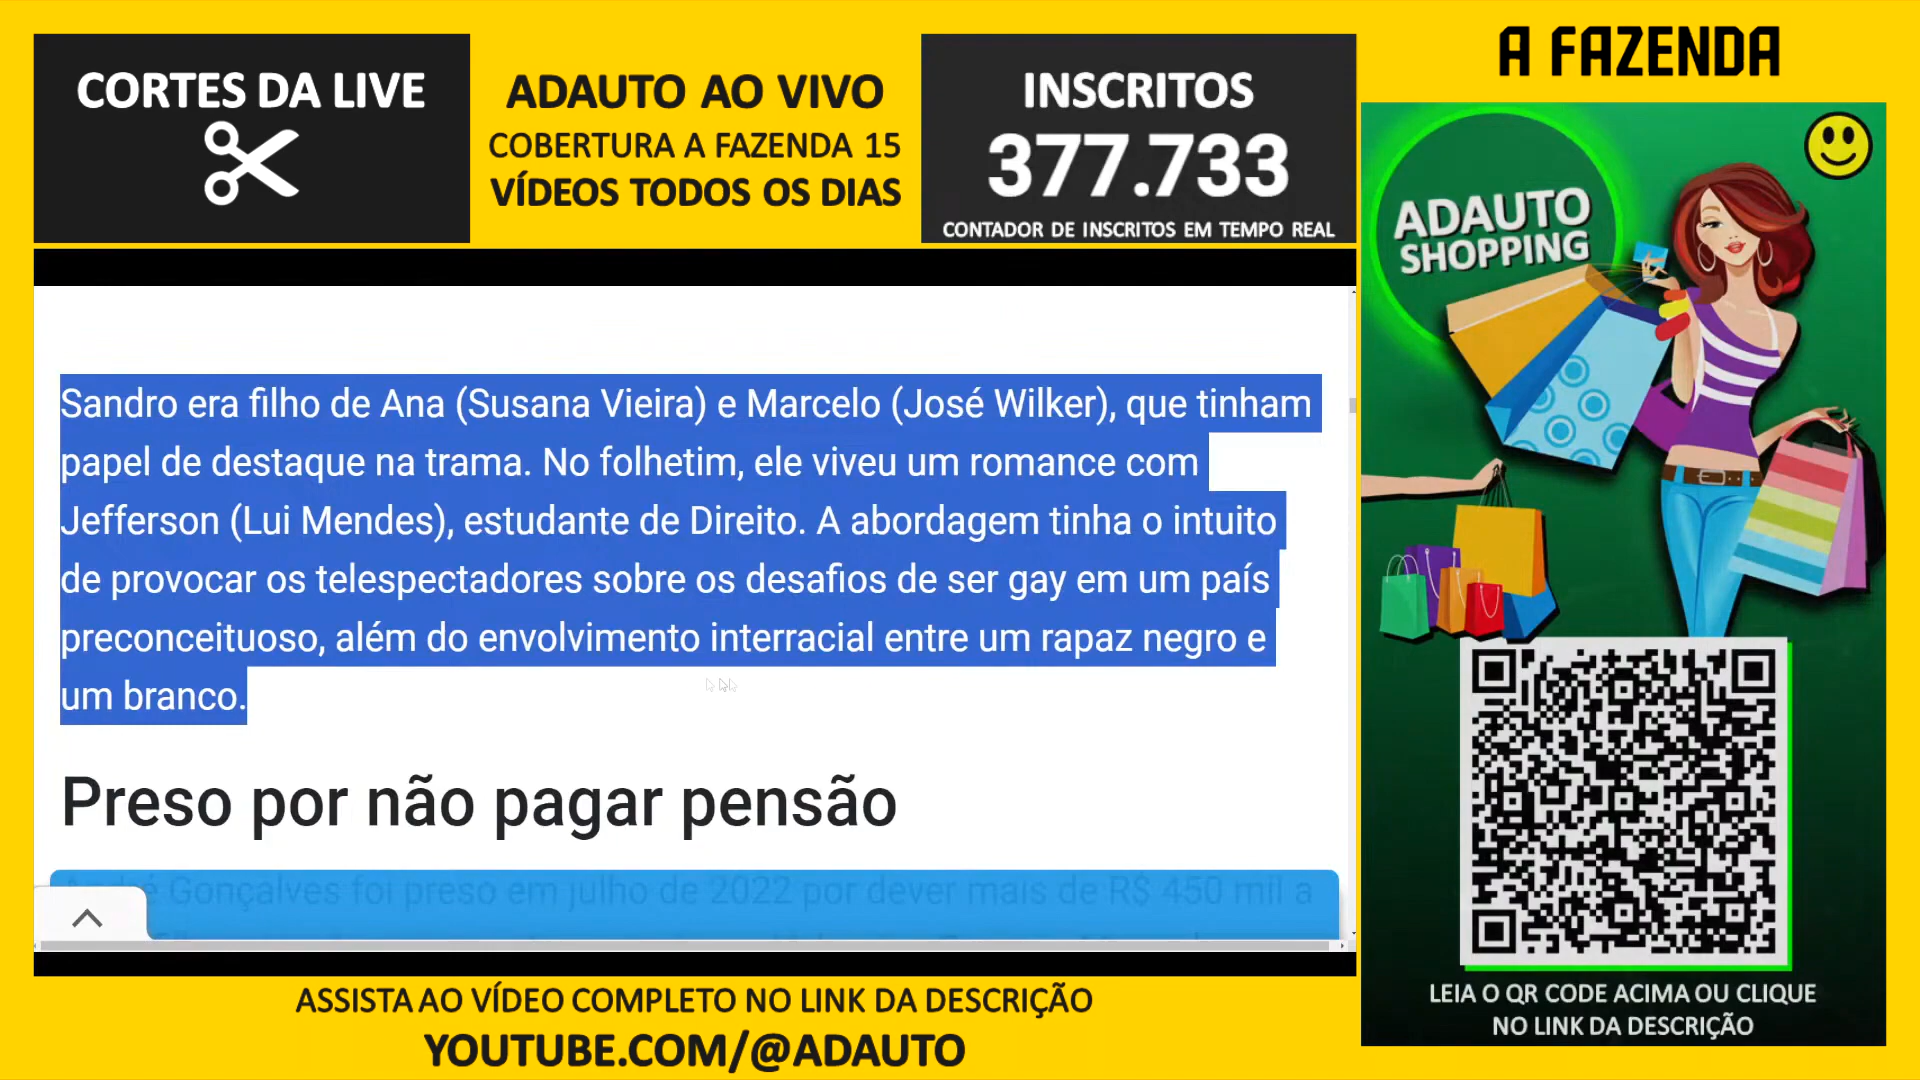 CORTES DA LIVE
ADAUTO AO VIVO
COBERTURA A FAZENDA 15
VÍDEOS TODOS OS DIAS
INSCRITOS
377.733
CONTADOR DE INSCRITOS EM TEMPO REAL
A FAZENDA
ADAUTO
SHOPPING
Sandro era filho de Ana (Susana Vieira) e Marcelo (José Wilker), que tinham
papel de destaque na trama. No folhetim, ele viveu um romance com
Jefferson (Lui Mendes), estudante de Direito. A abordagem tinha o intuito
de provocar os telespectadores sobre os desafios de ser gay em um país
preconceituoso, além do envolvimento interracial entre um rapaz negro e
um branco.
Preso por não pagar pensão
Gonçalves foi preso em julho de 2022 por dever mais de R$ 450 mil a
LEIA O QR CODE ACIMA OU CLIQUE
NO LINK DA DESCRIÇÃO
ASSISTA AO VÍDEO COMPLETO NO LINK DA DESCRIÇÃO
YOUTUBE.COM/@ADAUTO